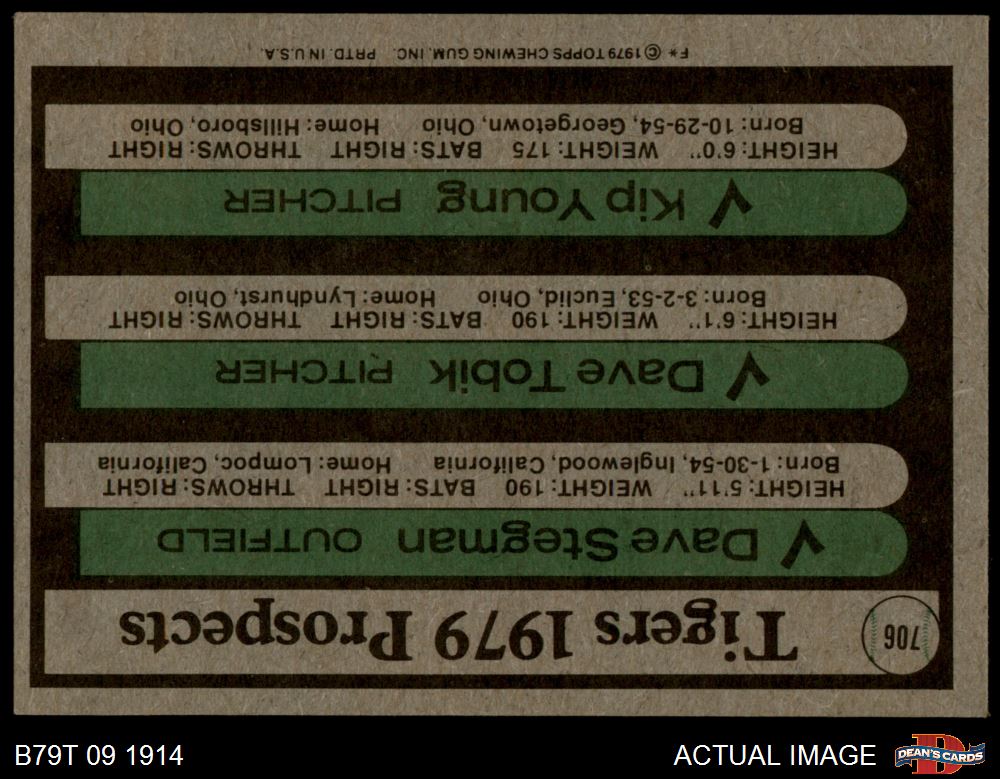 706
Tigers 1979 Prospects
✓ Dave Stegman OUTFIELD
HEIGHT: 5'11" WEIGHT: 190 BATS: RIGHT THROWS: RIGHT
Born: 1-30-54, Inglewood, California Home: Lompoc, California
✓ Dave Tobik PITCHER
HEIGHT: 6'1" WEIGHT: 190 BATS: RIGHT THROWS: RIGHT
Born: 3-2-53, Euclid, Ohio Home: Lyndhurst, Ohio
✓ Kip Young PITCHER
HEIGHT: 6'0" WEIGHT: 175 BATS: RIGHT THROWS: RIGHT
Born: 10-29-54, Georgetown, Ohio Home: Hillsboro, Ohio
F* © 1979 TOPPS CHEWING GUM, INC. PRTD. IN U.S.A.
B79T 09 1914
ACTUAL IMAGE
DEAN'S CARDS